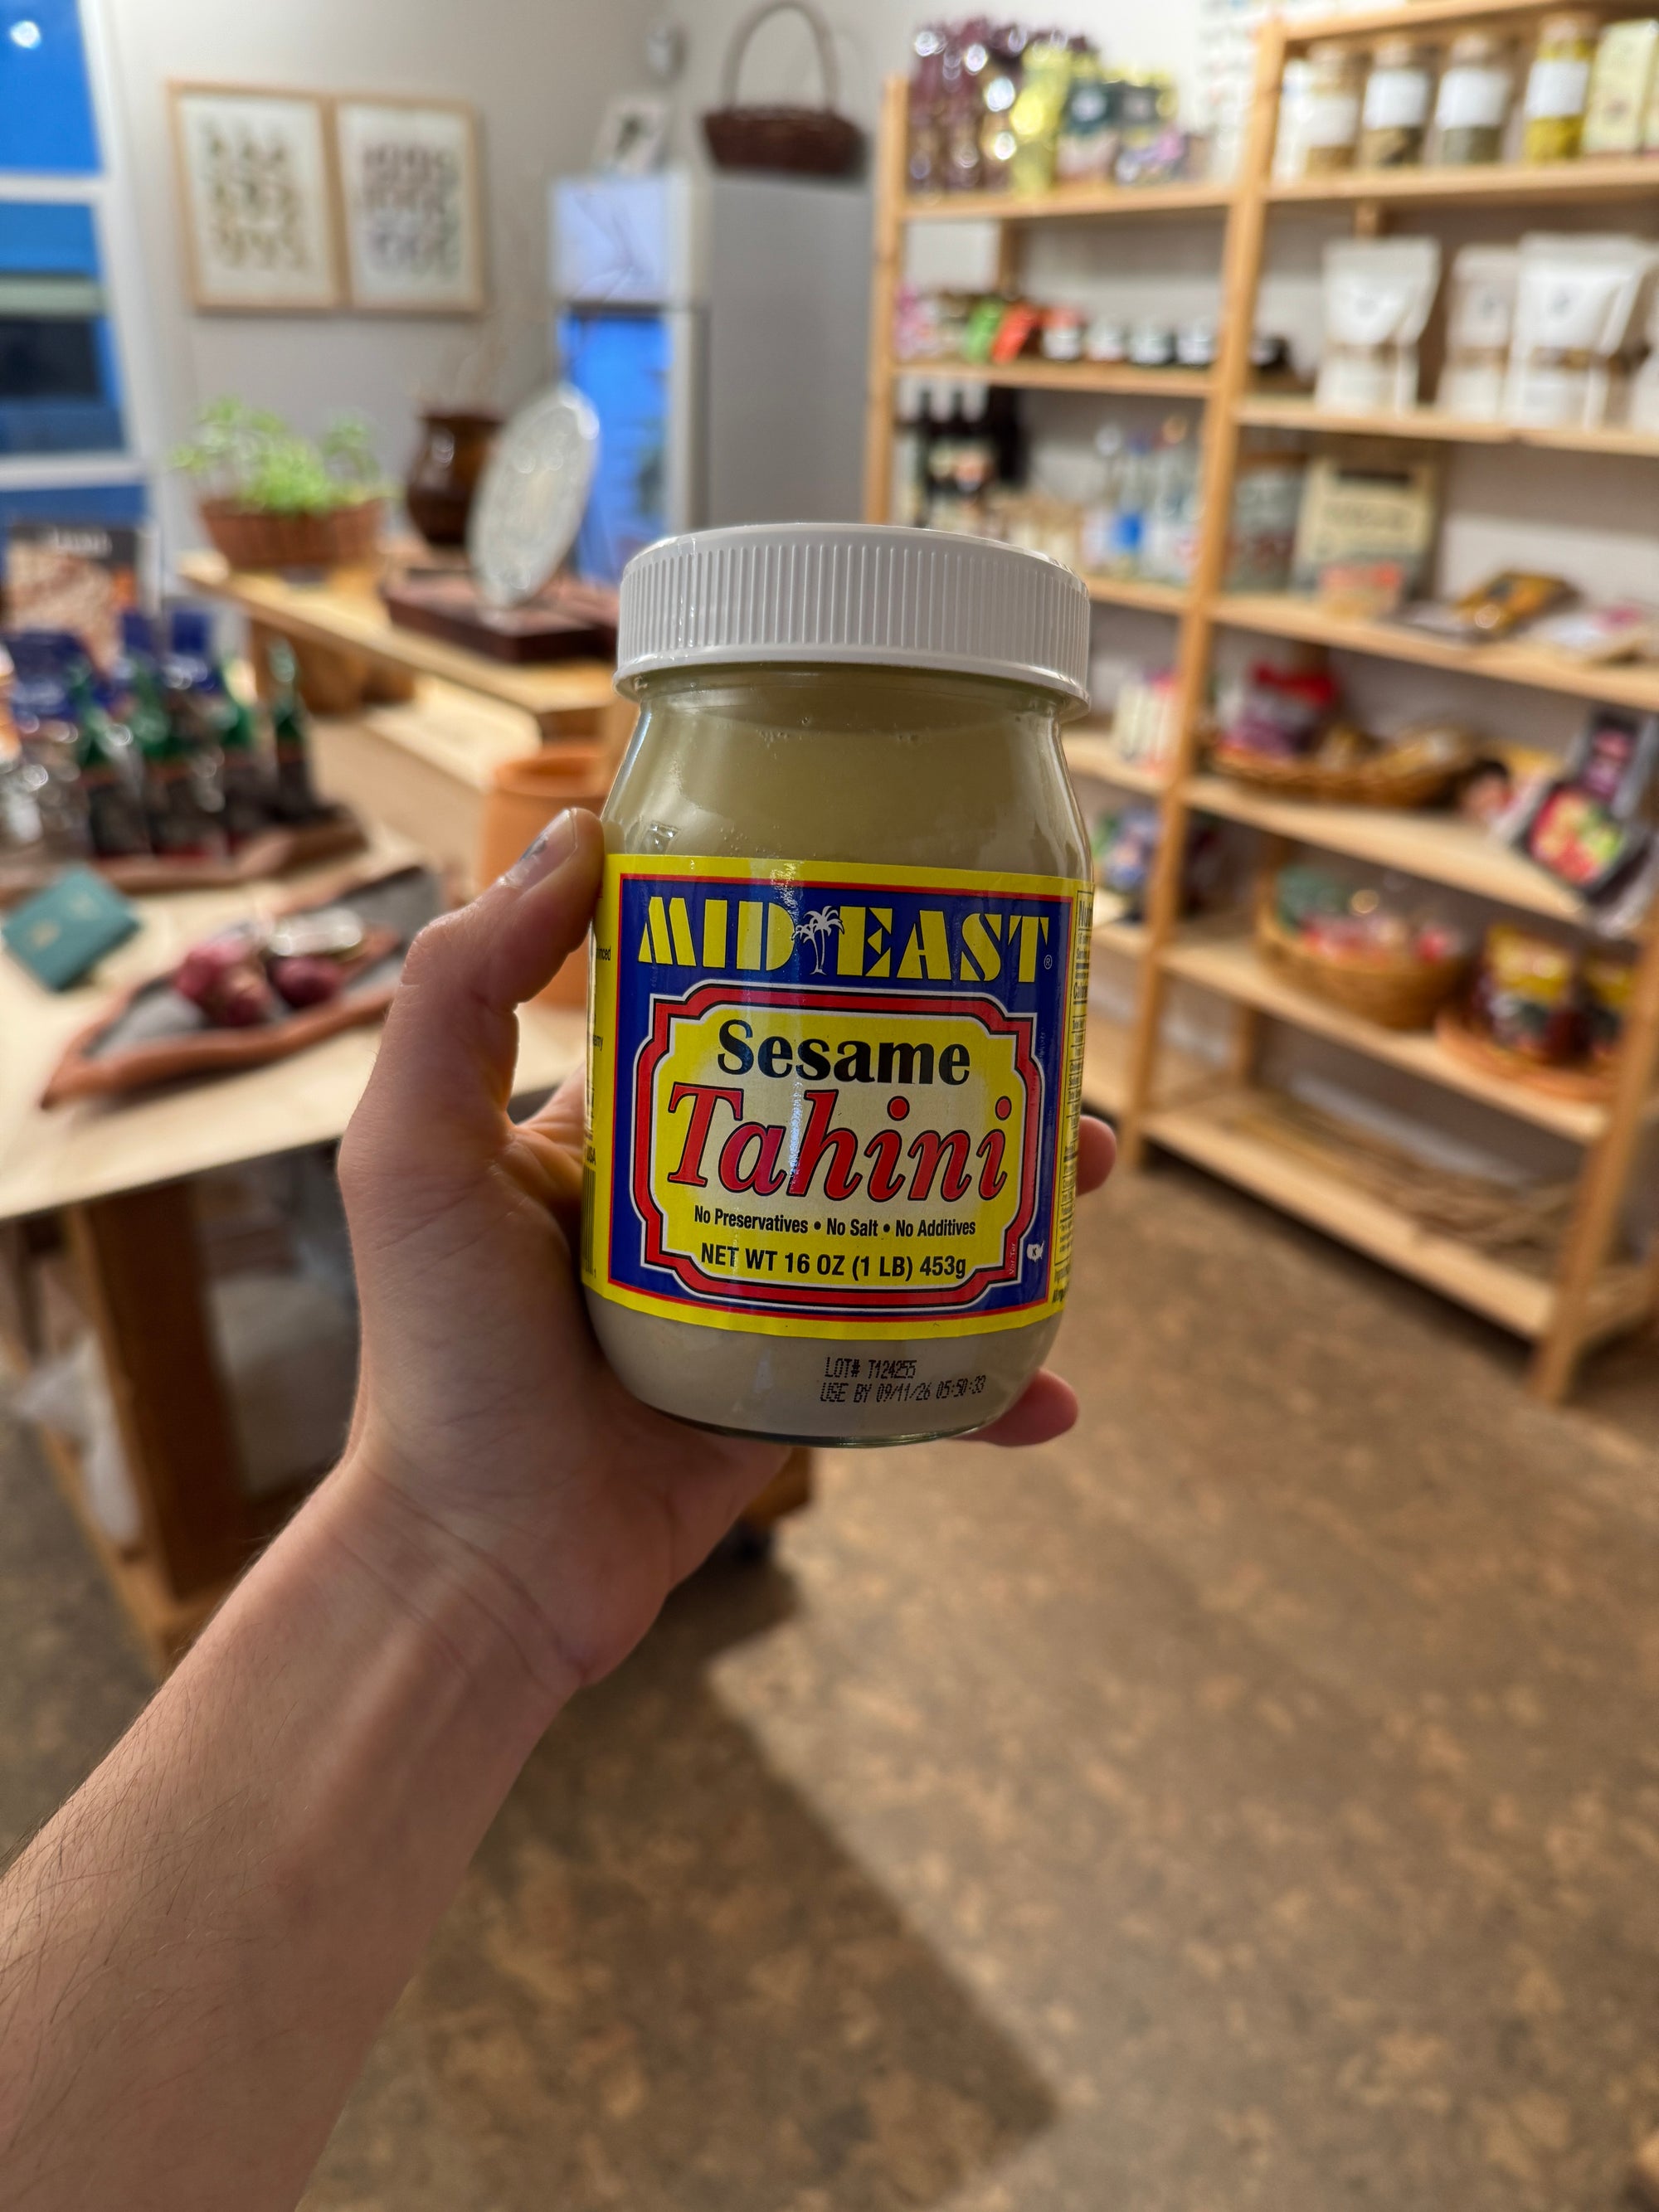 MID EAST®
Sesame
Tahini
No Preservatives • No Salt • No Additives
NET WT 16 OZ (1 LB) 453g
LOT# T124255
USE BY 09/11/26 05:50:33